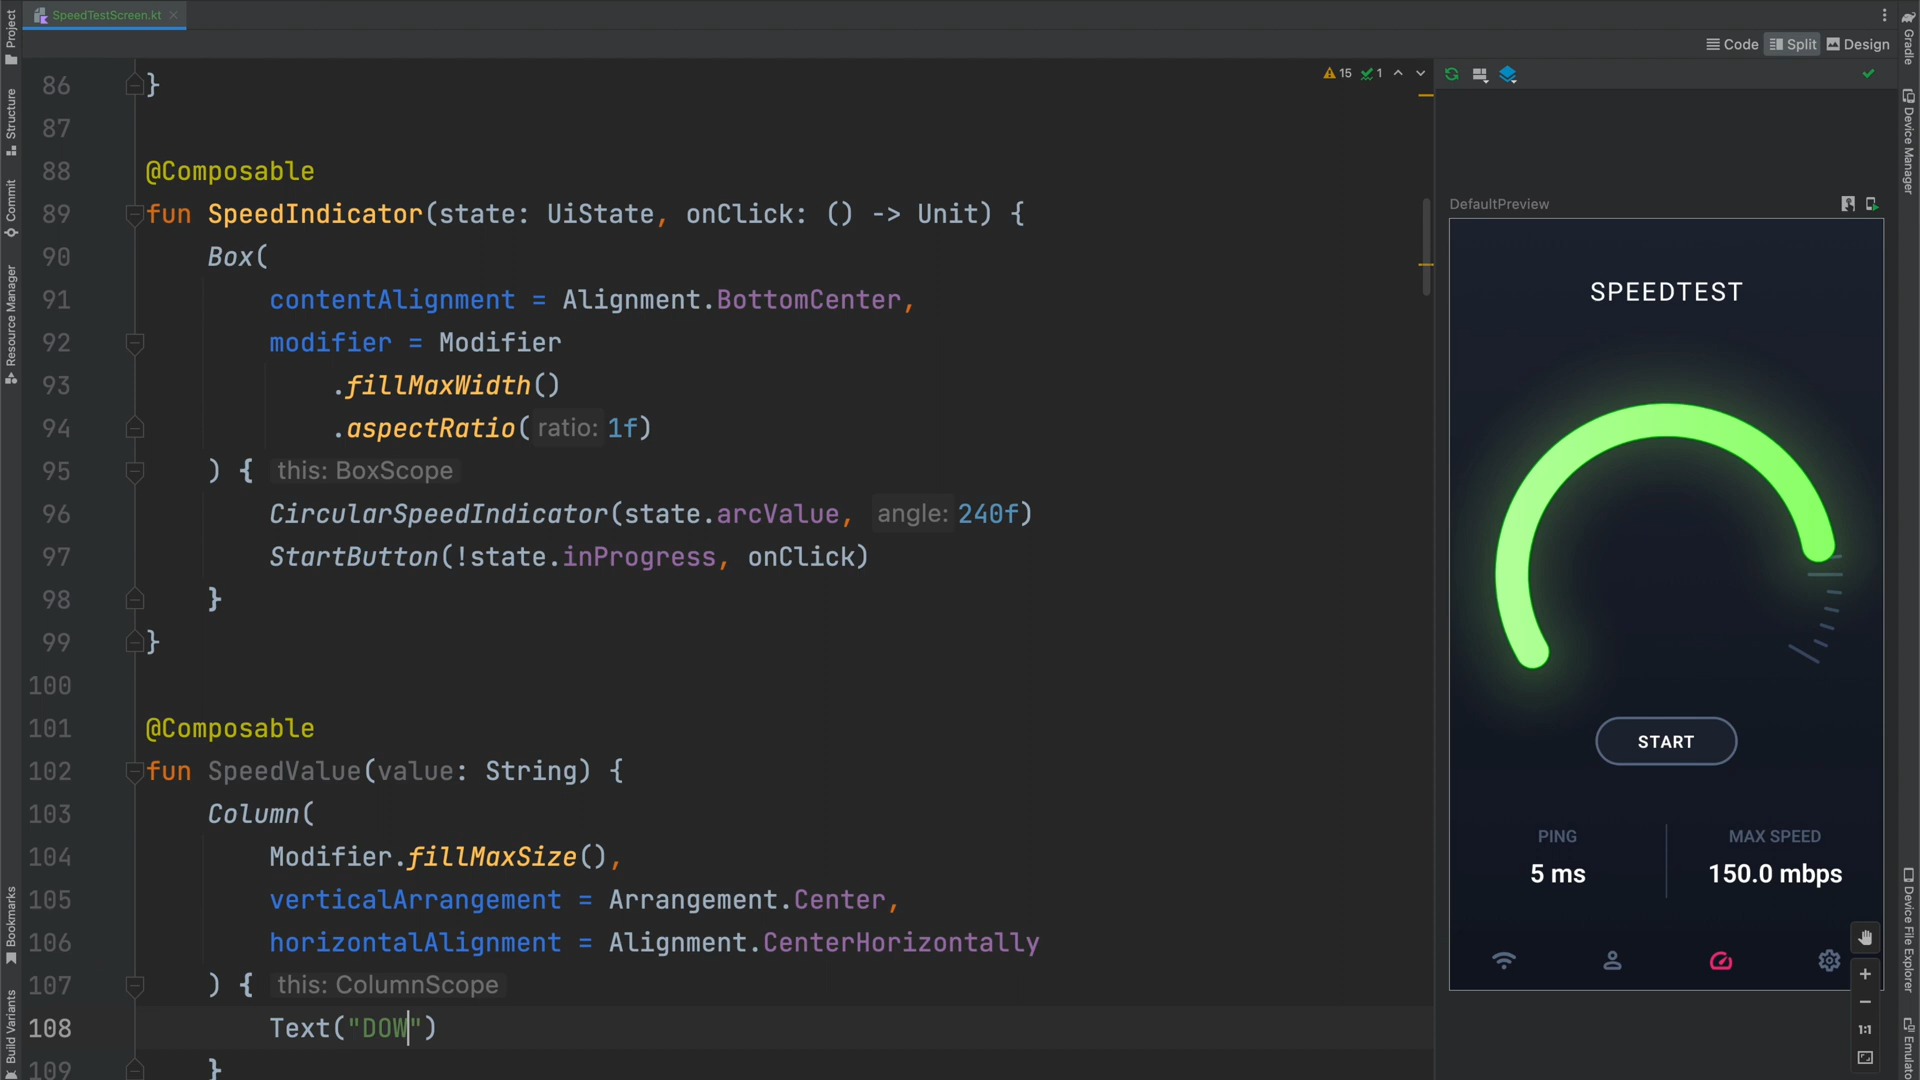 SpeedTestScreen.kt
Code
Split
Design
Project
Structure
Commit
Resource Manager
Bookmarks
Build Variants
86 }
87
88 @Composable
89 fun SpeedIndicator(state: UiState, onClick: () -> Unit) {
90 Box(
91 contentAlignment = Alignment.BottomCenter,
92 modifier = Modifier
93 .fillMaxWidth()
94 .aspectRatio( ratio: 1f)
95 ) { this: BoxScope
96 CircularSpeedIndicator(state.arcValue, angle: 240f)
97 StartButton(!state.inProgress, onClick)
98 }
99 }
100
101 @Composable
102 fun SpeedValue(value: String) {
103 Column(
104 Modifier.fillMaxSize(),
105 verticalArrangement = Arrangement.Center,
106 horizontalAlignment = Alignment.CenterHorizontally
107 ) { this: ColumnScope
108 Text("DOW")
109 }
15 1
DefaultPreview
SPEEDTEST
START
PING MAX SPEED
5 ms 150.0 mbps
1:1
Gradle
Device Manager
Device File Explorer
Emulato